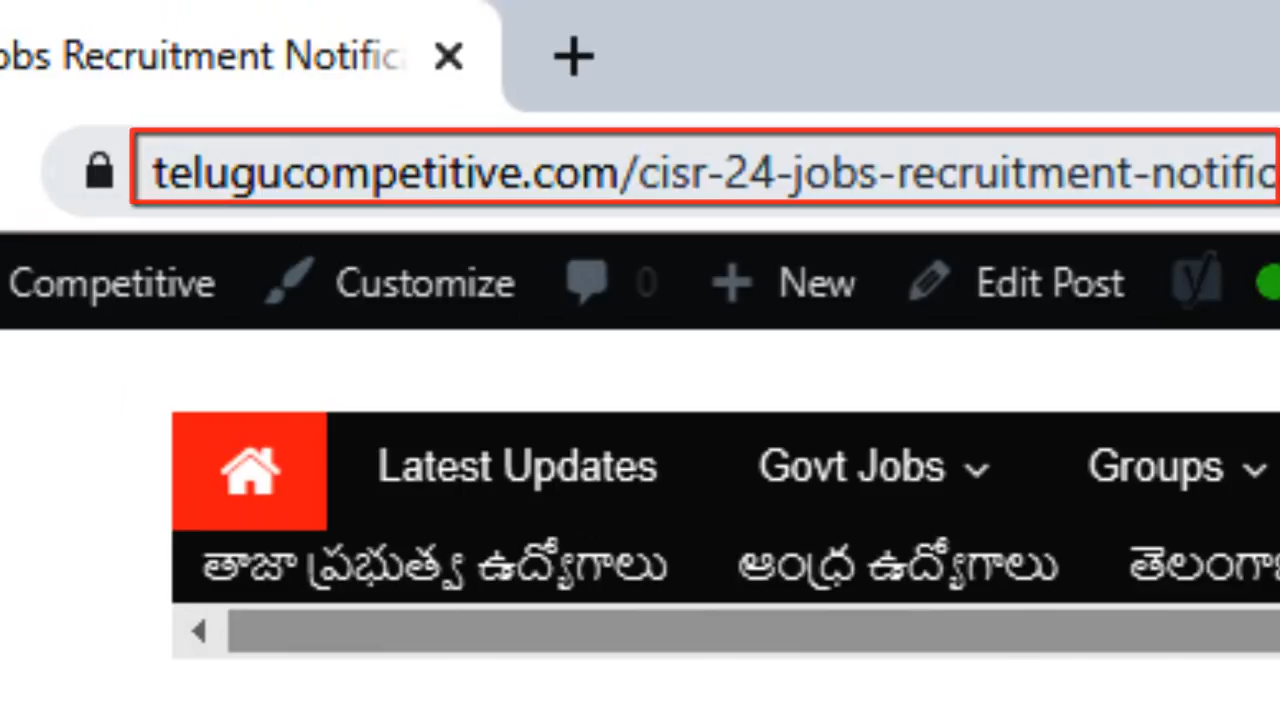 obs Recruitment Notific
telugucompetitive.com/cisr-24-jobs-recruitment-notific
Competitive Customize 0 New Edit Post
Latest Updates Govt Jobs Groups
తాజా ప్రభుత్వ ఉద్యోగాలు ఆంధ్ర ఉద్యోగాలు తెలంగా